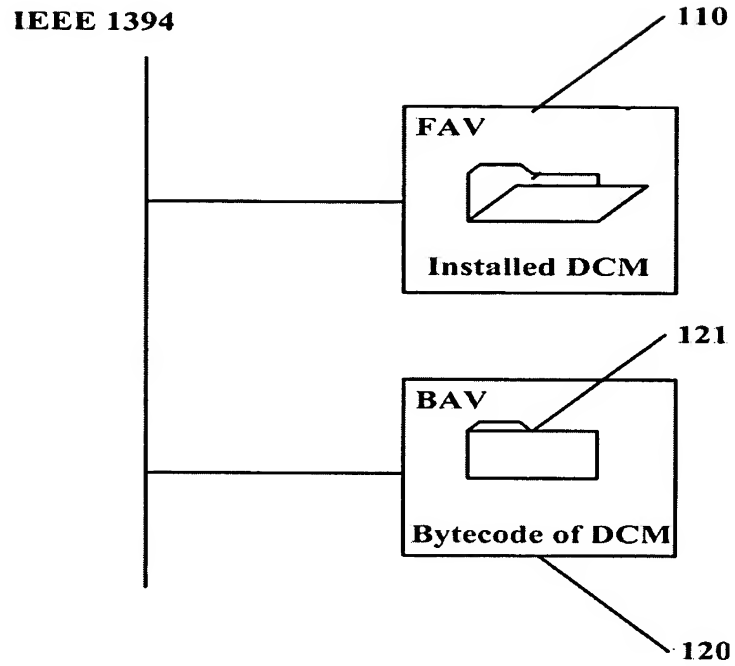 IEEE 1394
110
FAV
Installed DCM
121
BAV
Bytecode of DCM
120